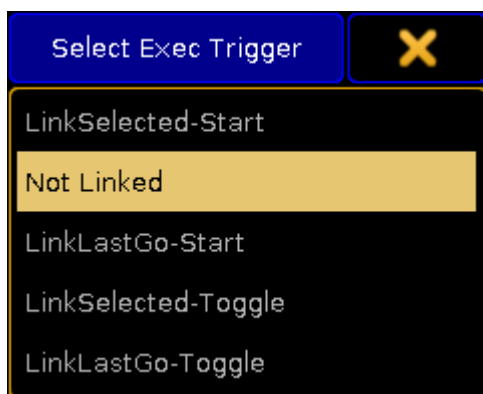 Select Exec Trigger
LinkSelected-Start
Not Linked
LinkLastGo-Start
LinkSelected-Toggle
LinkLastGo-Toggle